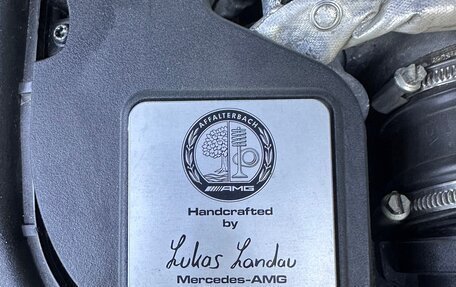 AFFALTERBACH
AMG
Handcrafted
by
Lukas Landau
Mercedes-AMG